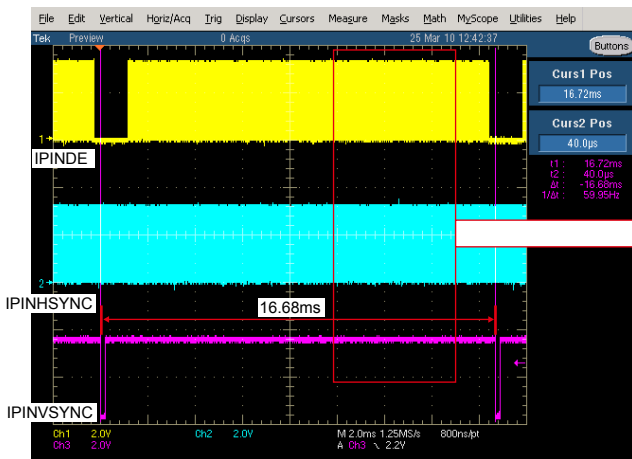 File Edit Vertical Horiz/Acq Trig Display Cursors Measure Masks Math MyScope Utilities Help
Tek Preview 0 Acqs 25 Mar 10 12:42:37
Buttons
Curs1 Pos
16.72ms
Curs2 Pos
40.0µs
t1: 16.72ms
t2: 40.0µs
Δt: -16.68ms
1/Δt: 59.95Hz
1
IPINDE
2
IPINHSYNC
16.68ms
IPINVSYNC
Ch1 2.0V Ch2 2.0V M 2.0ms 1.25MS/s 800ns/pt
Ch3 2.0V A Ch3 2.2V